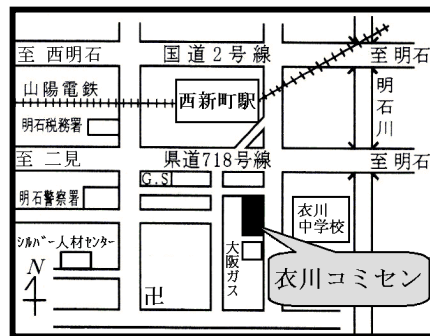 至 西明石
国道2号線
至 明石
山陽電鉄
西新町駅
明石川
明石税務署
至 二見
県道718号線
至 明石
G.S
明石警察署
衣川
中学校
シルバー人材センター
大阪ガス
衣川コミセン
N
卍